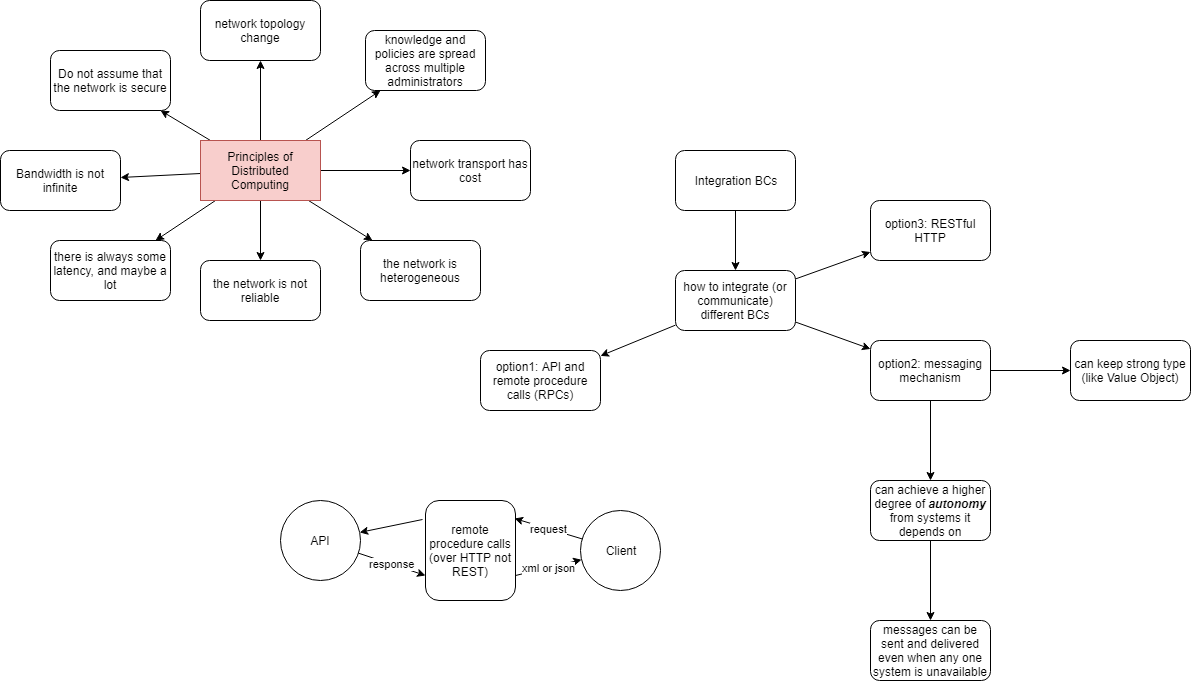 network topology
change
knowledge and
policies are spread
across multiple
administrators
Do not assume that
the network is secure
Principles of
Distributed
Computing
network transport has
cost
Bandwidth is not
infinite
there is always some
latency, and maybe a
lot
the network is not
reliable
the network is
heterogeneous
Integration BCs
option3: RESTful
HTTP
how to integrate (or
communicate)
different BCs
option1: API and
remote procedure
calls (RPCs)
option2: messaging
mechanism
can keep strong type
(like Value Object)
can achieve a higher
degree of autonomy
from systems it
depends on
messages can be
sent and delivered
even when any one
system is unavailable
API
response
remote
procedure calls
(over HTTP not
REST)
request
xml or json
Client